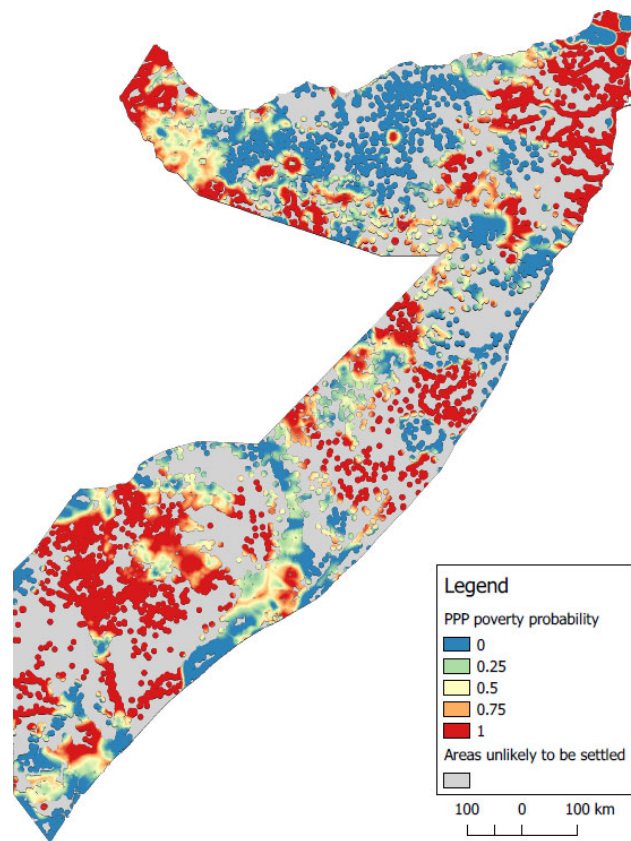 Legend
PPP poverty probability
0
0.25
0.5
0.75
1
Areas unlikely to be settled
100 0 100 km